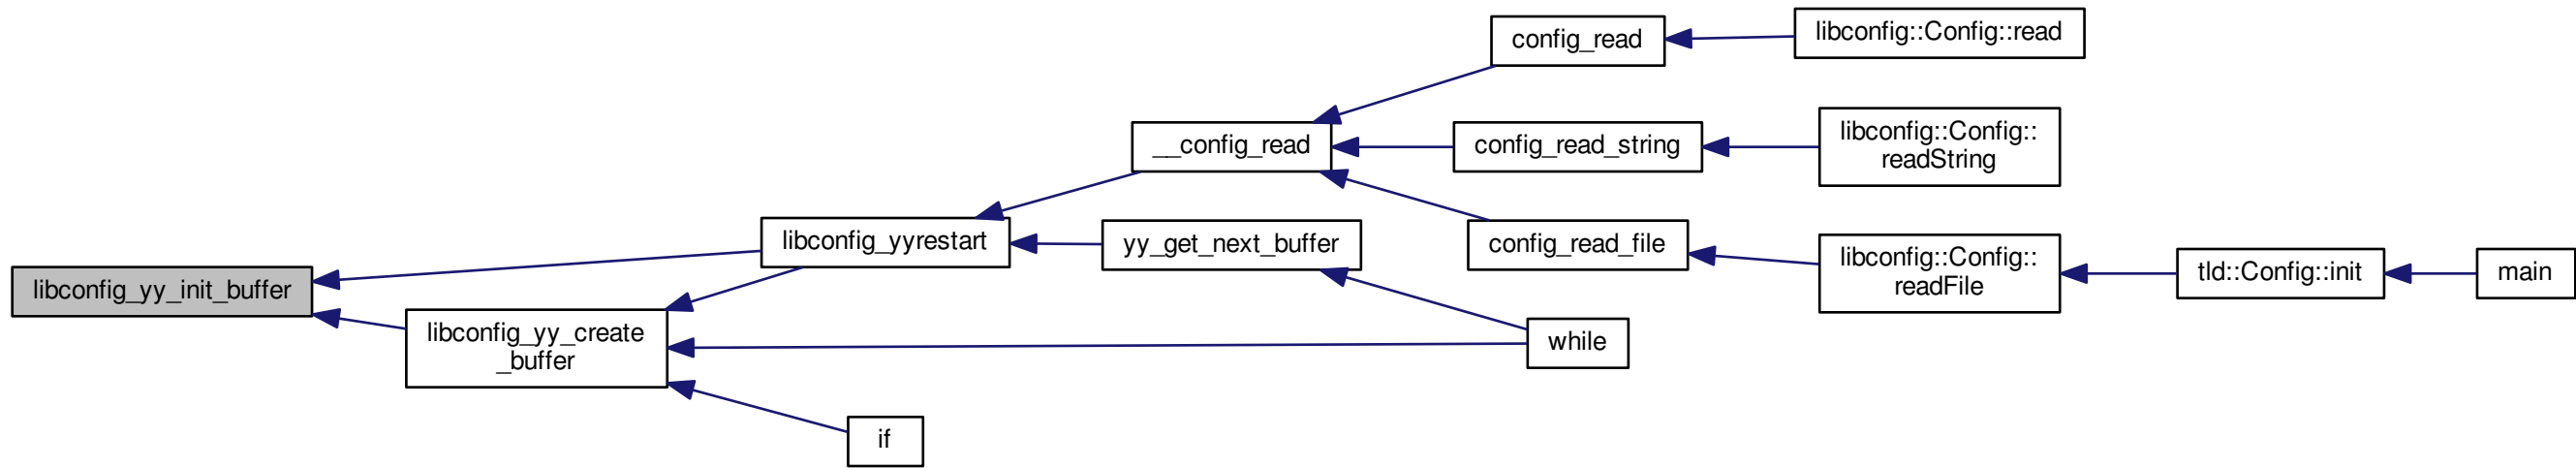 libconfig_yy_init_buffer
libconfig_yyrestart
libconfig_yy_create
_buffer
__config_read
yy_get_next_buffer
while
if
config_read
config_read_string
config_read_file
libconfig::Config::read
libconfig::Config::
readString
libconfig::Config::
readFile
tld::Config::init
main